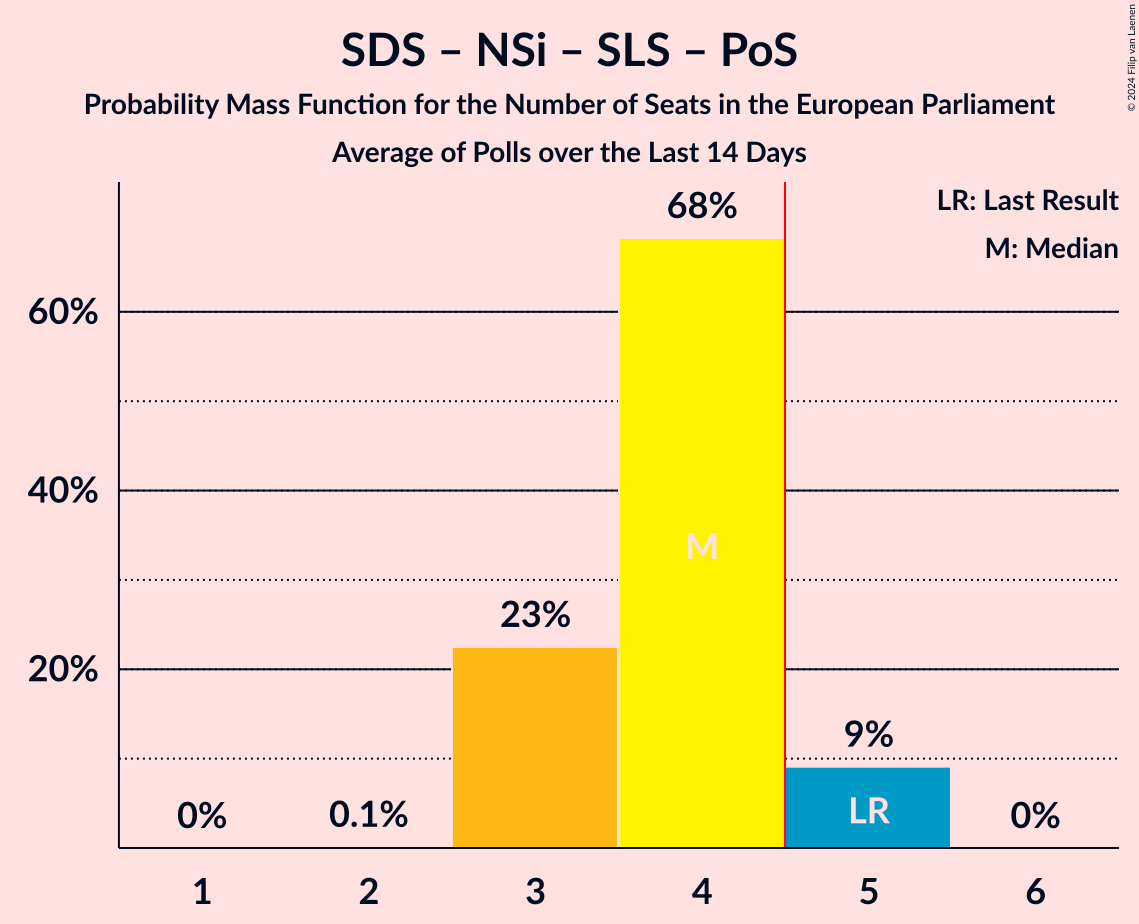 SDS – NSi – SLS – PoS
Probability Mass Function for the Number of Seats in the European Parliament
Average of Polls over the Last 14 Days
© 2024 Filip van Laenen
LR: Last Result
M: Median
68%
60%
40%
M
23%
20%
9%
0%
0.1%
LR
0%
1
2
3
4
5
6